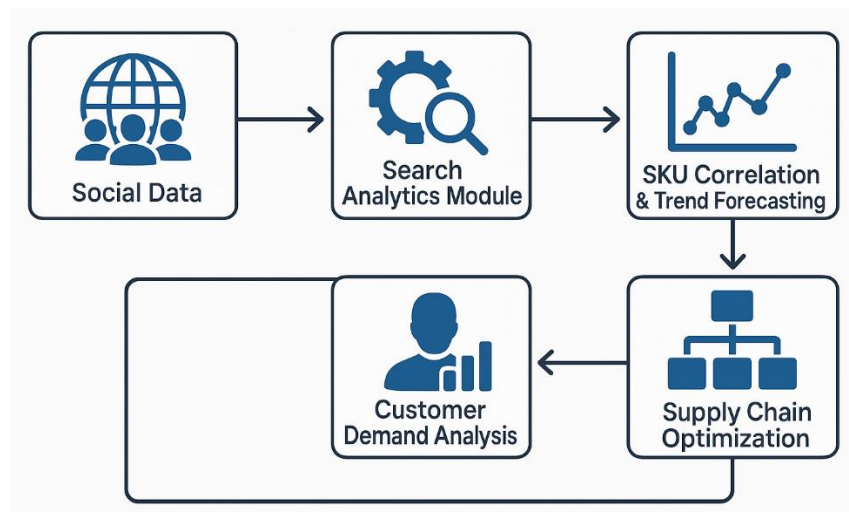 Social Data
Search
Analytics Module
SKU Correlation
& Trend Forecasting
Customer
Demand Analysis
Supply Chain
Optimization